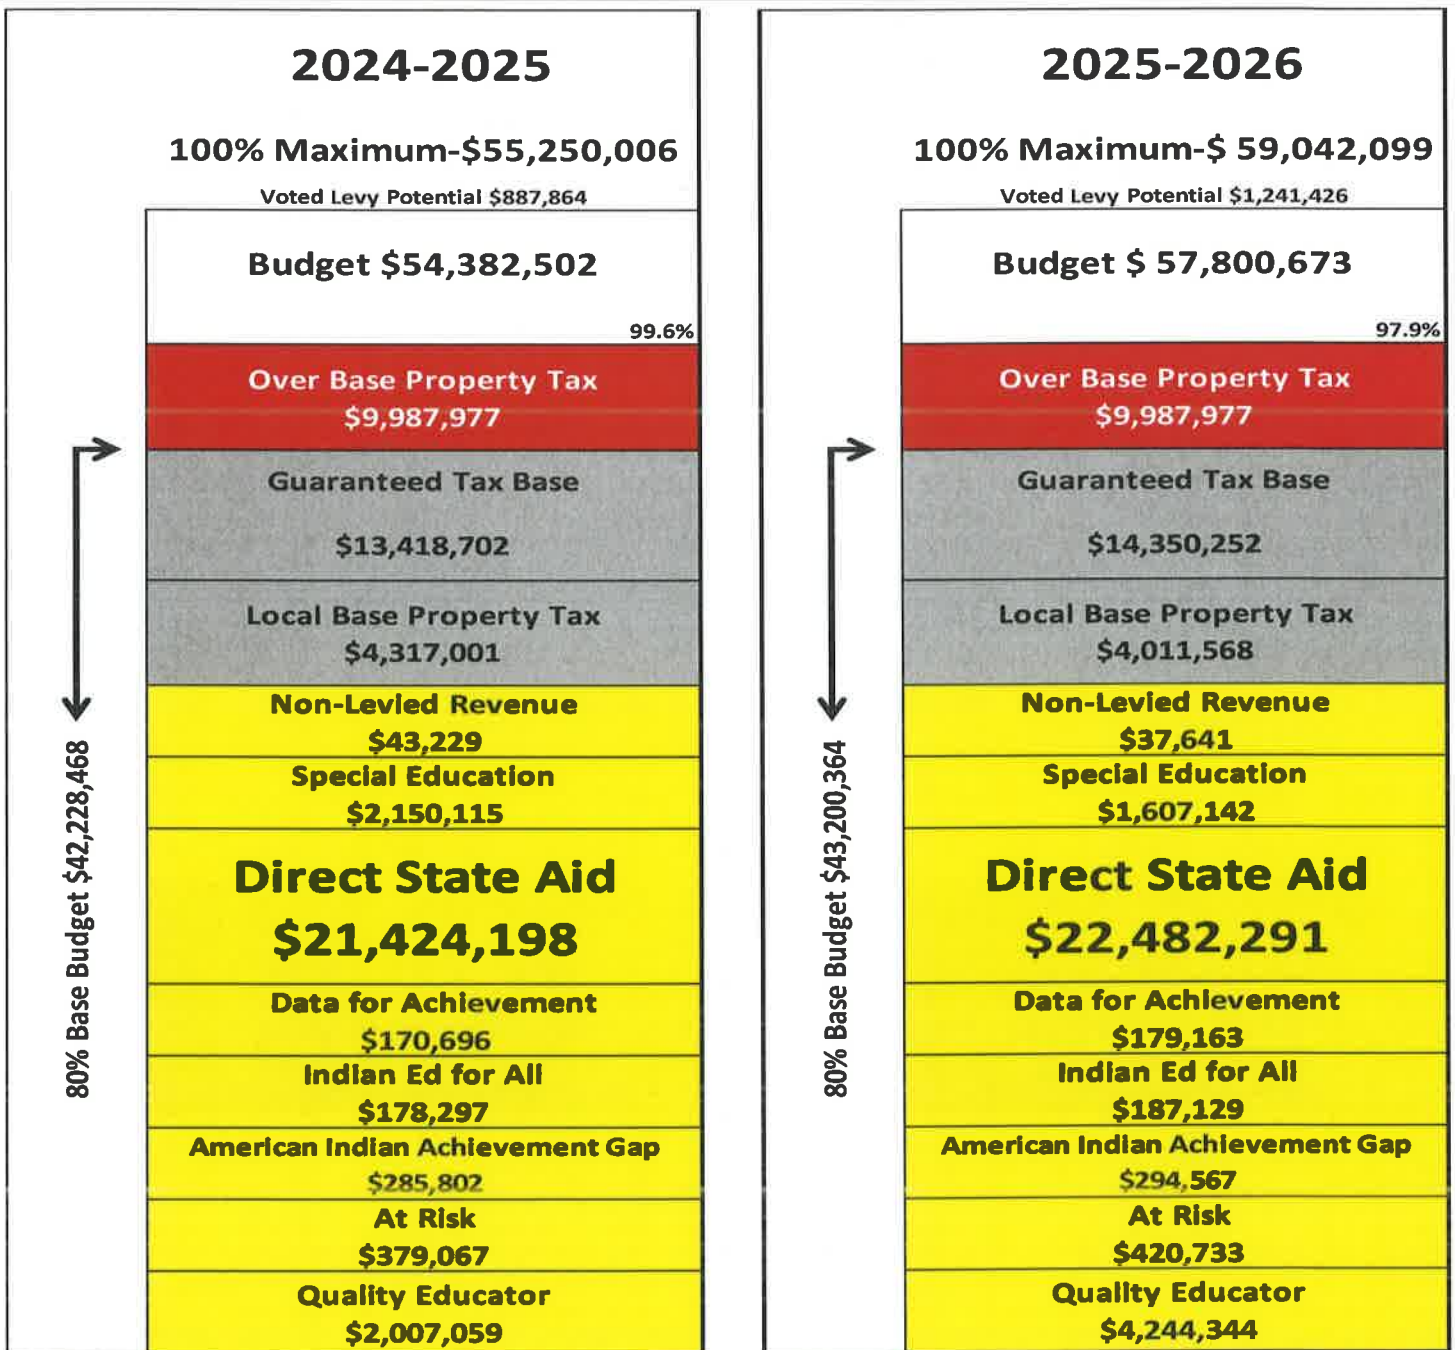 2024-2025
100% Maximum-$55,250,006
Voted Levy Potential $887,864
Budget $54,382,502
99.6%
Over Base Property Tax
$9,987,977
Guaranteed Tax Base
$13,418,702
Local Base Property Tax
$4,317,001
Non-Levied Revenue
$43,229
Special Education
$2,150,115
Direct State Aid
$21,424,198
Data for Achievement
$170,696
Indian Ed for All
$178,297
American Indian Achievement Gap
$285,802
At Risk
$379,067
Quality Educator
$2,007,059
80% Base Budget $42,228,468
2025-2026
100% Maximum-$ 59,042,099
Voted Levy Potential $1,241,426
Budget $ 57,800,673
97.9%
Over Base Property Tax
$9,987,977
Guaranteed Tax Base
$14,350,252
Local Base Property Tax
$4,011,568
Non-Levied Revenue
$37,641
Special Education
$1,607,142
Direct State Aid
$22,482,291
Data for Achievement
$179,163
Indian Ed for All
$187,129
American Indian Achievement Gap
$294,567
At Risk
$420,733
Quality Educator
$4,244,344
80% Base Budget $43,200,364